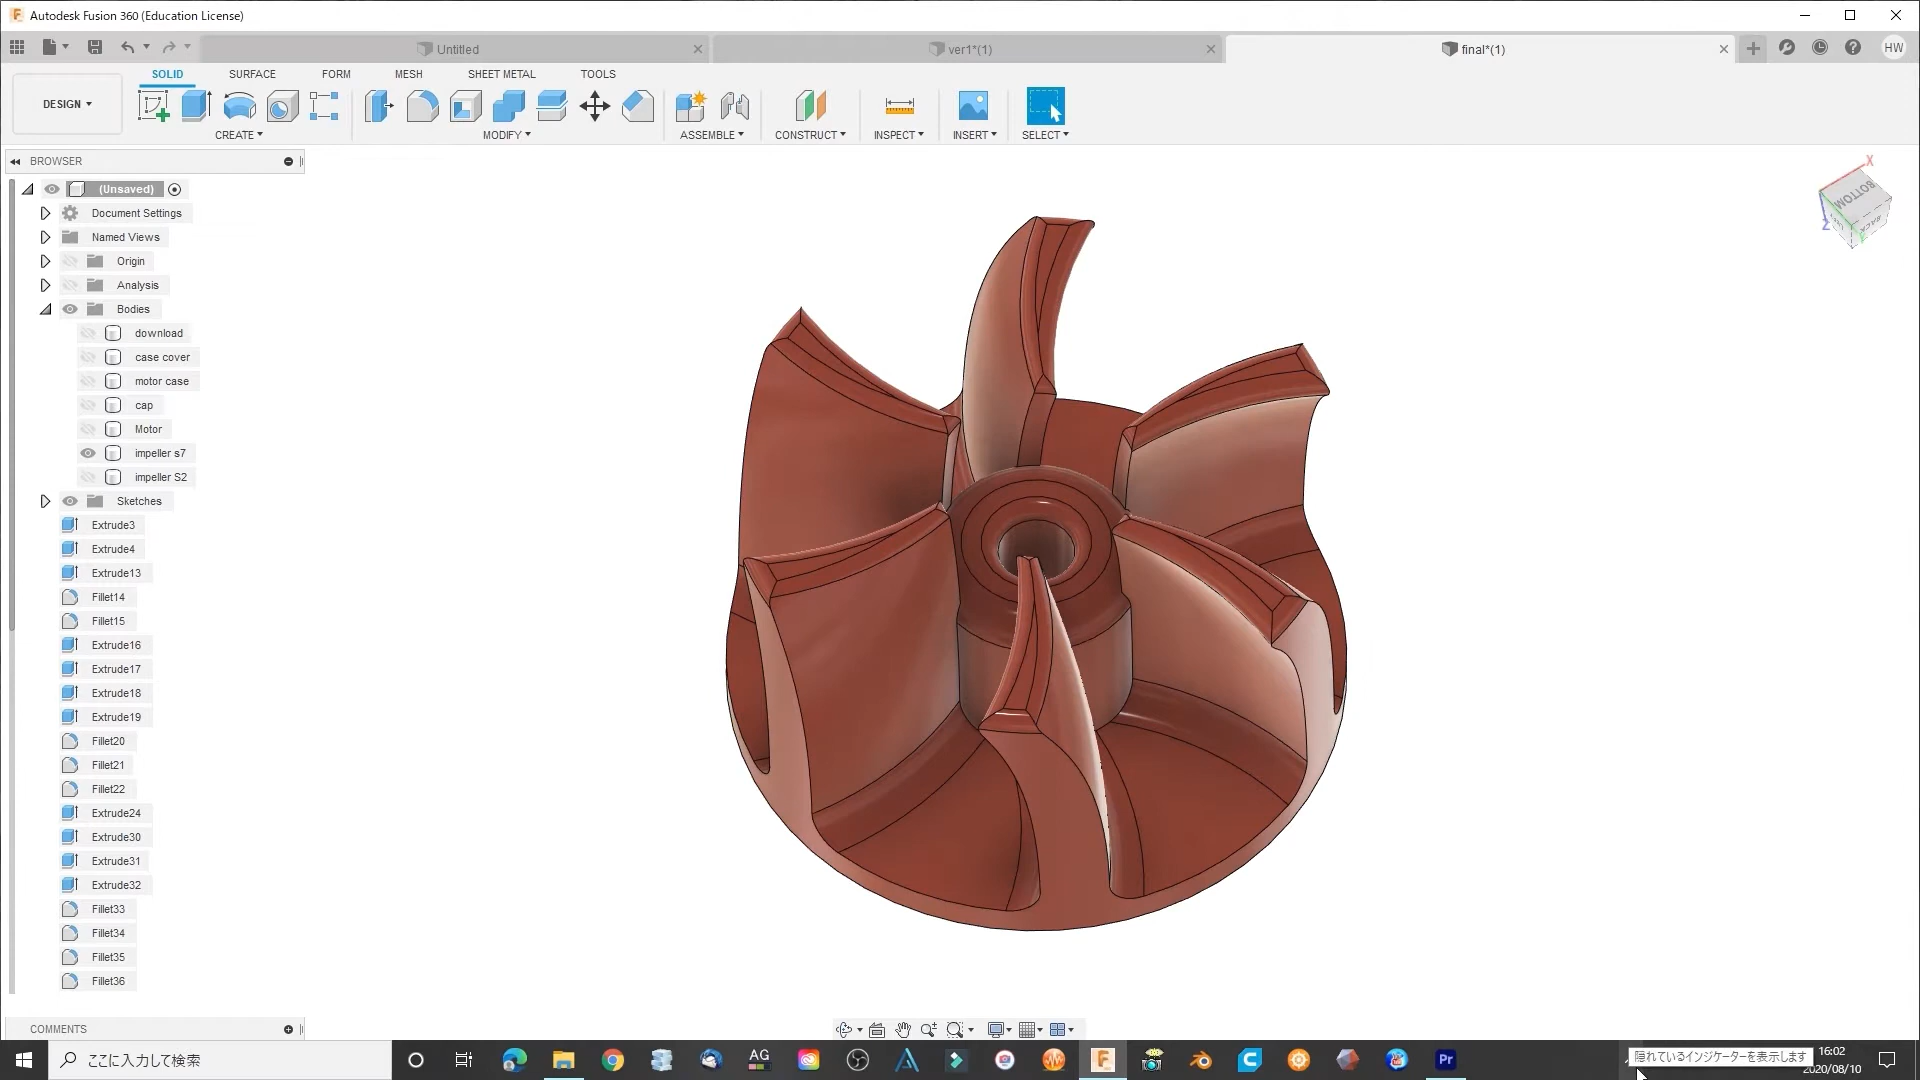 Autodesk Fusion 360 (Education License)
Untitled
ver1*(1)
final*(1)
HW
SOLID
SURFACE
FORM
MESH
SHEET METAL
TOOLS
DESIGN
CREATE
MODIFY
ASSEMBLE
CONSTRUCT
INSPECT
INSERT
SELECT
BROWSER
(Unsaved)
Document Settings
Named Views
Origin
Analysis
Bodies
download
case cover
motor case
cap
Motor
impeller s7
impeller S2
Sketches
Extrude3
Extrude4
Extrude13
Fillet14
Fillet15
Extrude16
Extrude17
Extrude18
Extrude19
Fillet20
Fillet21
Fillet22
Extrude24
Extrude30
Extrude31
Extrude32
Fillet33
Fillet34
Fillet35
Fillet36
X
BOTTOM
BACK
Z
Y
COMMENTS
ここに入力して検索
AG
Pr
隠れているインジケーターを表示します
16:02
2020/08/10